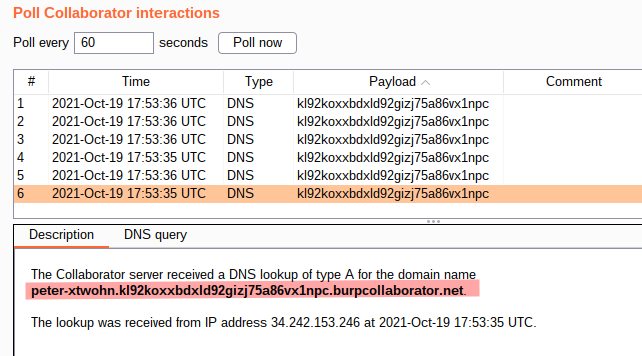 Poll Collaborator interactions
Poll every 60 seconds Poll now
# Time Type Payload Comment
1 2021-Oct-19 17:53:36 UTC DNS kl92koxxbdxld92gizj75a86vx1npc
2 2021-Oct-19 17:53:36 UTC DNS kl92koxxbdxld92gizj75a86vx1npc
3 2021-Oct-19 17:53:36 UTC DNS kl92koxxbdxld92gizj75a86vx1npc
4 2021-Oct-19 17:53:35 UTC DNS kl92koxxbdxld92gizj75a86vx1npc
5 2021-Oct-19 17:53:36 UTC DNS kl92koxxbdxld92gizj75a86vx1npc
6 2021-Oct-19 17:53:35 UTC DNS kl92koxxbdxld92gizj75a86vx1npc
Description DNS query
The Collaborator server received a DNS lookup of type A for the domain name
peter-xtwohn.kl92koxxbdxld92gizj75a86vx1npc.burpcollaborator.net.
The lookup was received from IP address 34.242.153.246 at 2021-Oct-19 17:53:35 UTC.